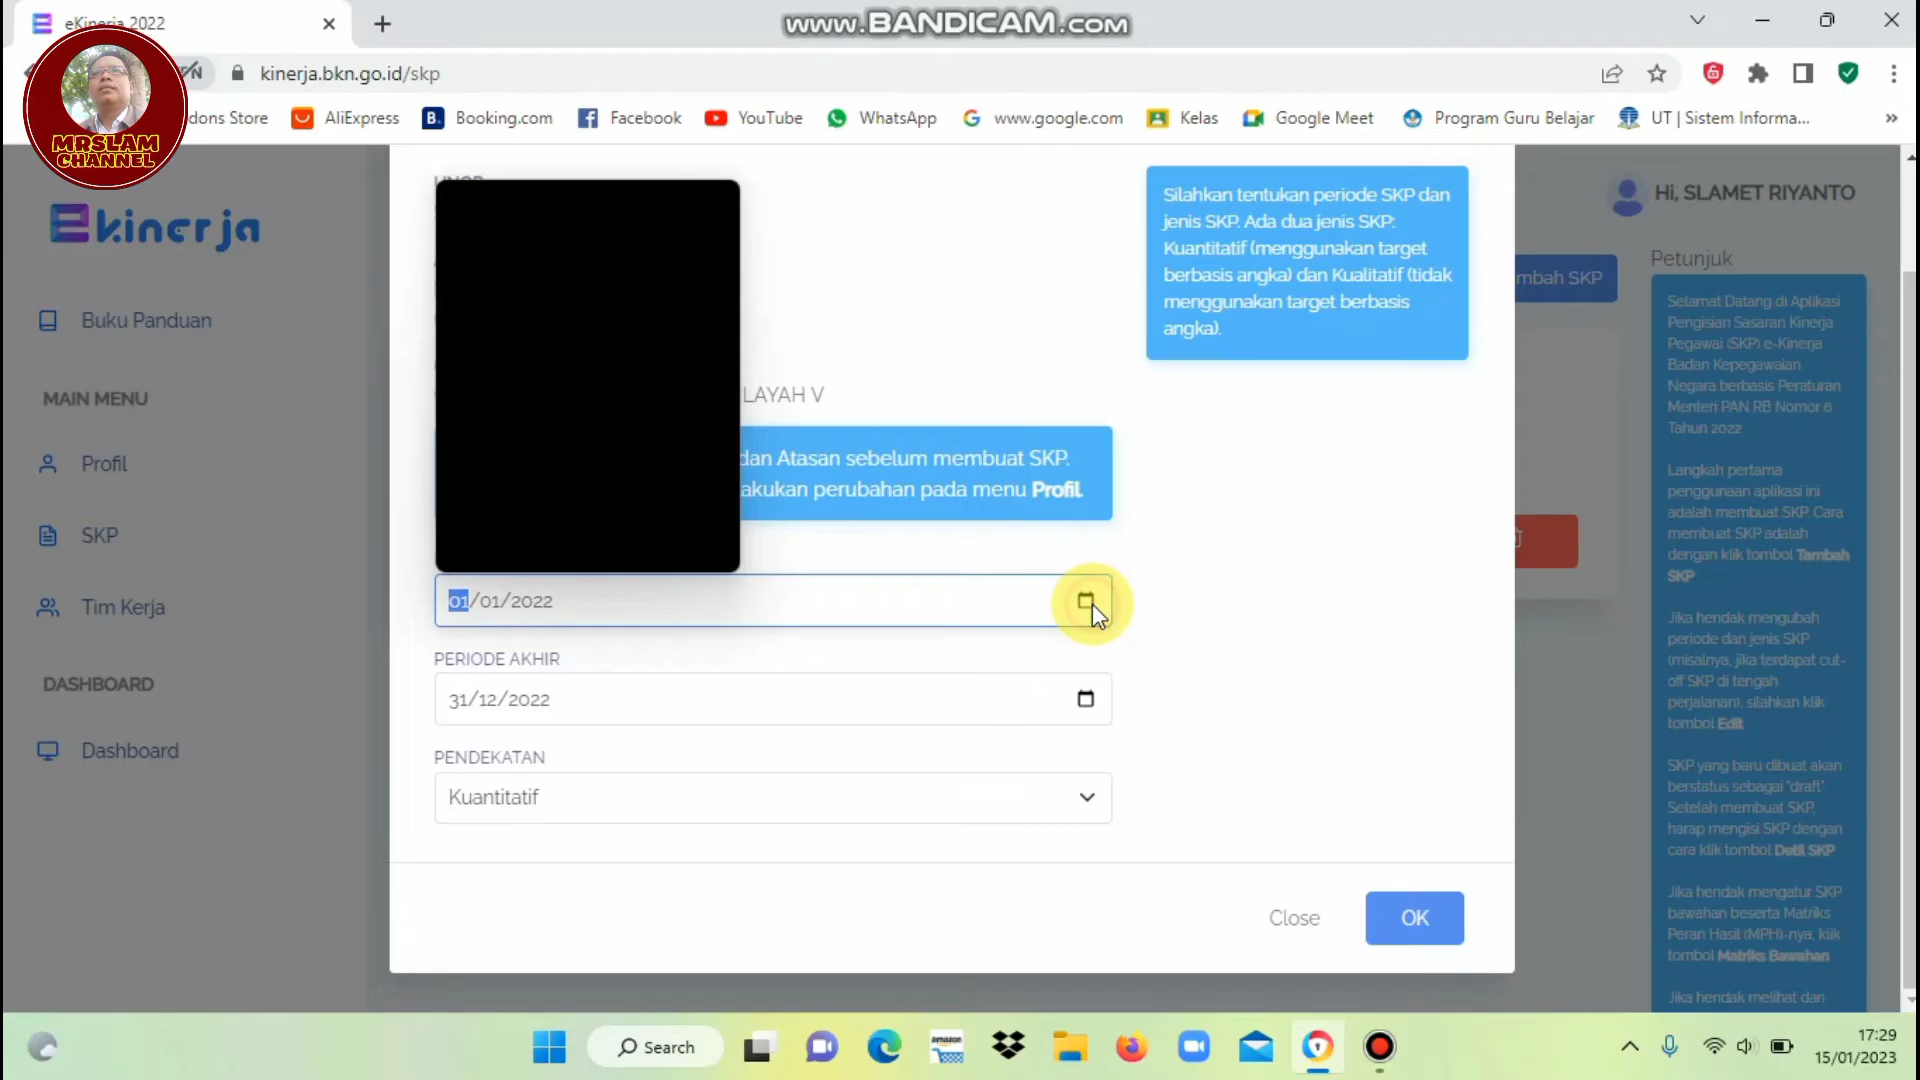 eKinerja 2022
www.BANDICAM.com
kinerja.bkn.go.id/skp
MRSLAM
CHANNEL
dons Store
AliExpress
Booking.com
Facebook
YouTube
WhatsApp
www.google.com
Kelas
Google Meet
Program Guru Belajar
UT | Sistem Informa...
Ekinerja
Buku Panduan
MAIN MENU
Profil
SKP
Tim Kerja
DASHBOARD
Dashboard
LAYAH V
dan Atasan sebelum membuat SKP.
akukan perubahan pada menu Profil.
01/01/2022
PERIODE AKHIR
31/12/2022
PENDEKATAN
Kuantitatif
Silahkan tentukan periode SKP dan
jenis SKP. Ada dua jenis SKP:
Kuantitatif (menggunakan target
berbasis angka) dan Kualitatif (tidak
menggunakan target berbasis
angka).
Close
OK
Hi, SLAMET RIYANTO
mbah SKP
Petunjuk
Selamat Datang di Aplikasi
Pengisian Sasaran Kinerja
Pegawai (SKP) e-Kinerja
Badan Kepegawaian
Negara berbasis Peraturan
Menteri PAN RB Nomor 6
Tahun 2022
Langkah pertama
penggunaan aplikasi ini
adalah membuat SKP. Cara
membuat SKP adalah
dengan klik tombol Tambah
SKP
Jika hendak mengubah
periode dan jenis SKP
(misalnya, jika terdapat cut-
off SKP di tengah
perjalanan), silahkan klik
tombol Edit
SKP yang baru dibuat akan
berstatus sebagai "draft".
Setelah membuat SKP,
harap mengisi SKP dengan
cara klik tombol Detil SKP
Jika hendak mengatur SKP
bawahan beserta Matriks
Peran Hasil (MPH)-nya, klik
tombol Matriks Bawahan
Jika hendak melihat dan
Search
amazon
17:29
15/01/2023